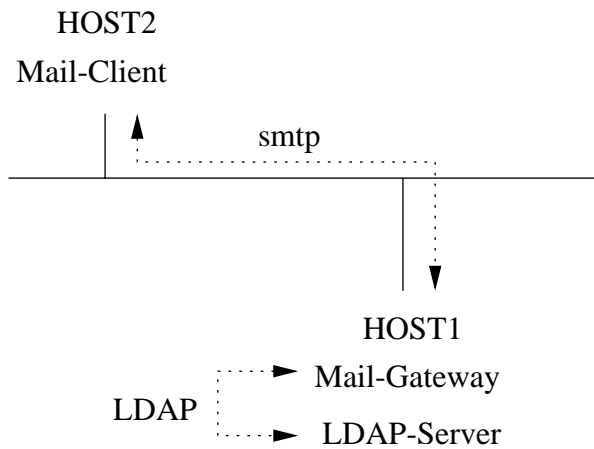 HOST2
Mail-Client
smtp
HOST1
Mail-Gateway
LDAP
LDAP-Server